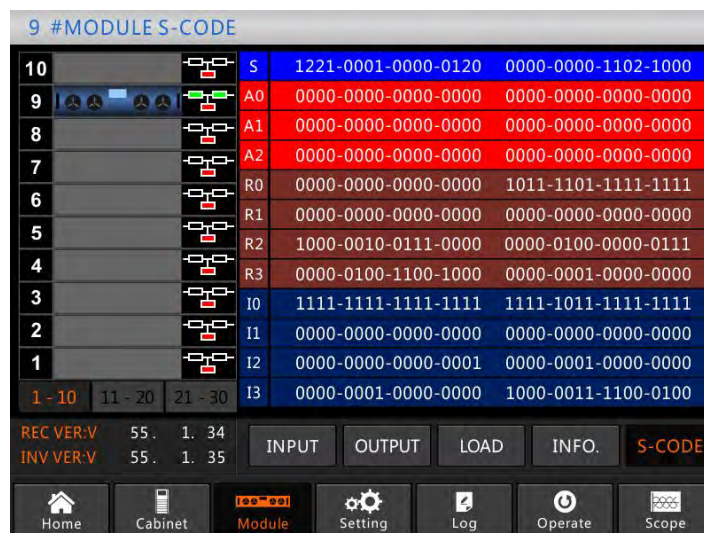 9 #MODULE S-CODE
10
9
8
7
6
5
4
3
2
1
1 - 10 11 - 20 21 - 30
REC VER:V 55. 1. 34
INV VER:V 55. 1. 35
S 1221-0001-0000-0120 0000-0000-1102-1000
A0 0000-0000-0000-0000 0000-0000-0000-0000
A1 0000-0000-0000-0000 0000-0000-0000-0000
A2 0000-0000-0000-0000 0000-0000-0000-0000
R0 0000-0000-0000-0000 1011-1101-1111-1111
R1 0000-0000-0000-0000 0000-0000-0000-0000
R2 1000-0010-0111-0000 0000-0100-0000-0111
R3 0000-0100-1100-1000 0000-0001-0000-0000
I0 1111-1111-1111-1111 1111-1011-1111-1111
I1 0000-0000-0000-0000 0000-0000-0000-0000
I2 0000-0000-0000-0001 0000-0001-0000-0000
I3 0000-0001-0000-0000 1000-0011-1100-0100
INPUT OUTPUT LOAD INFO. S-CODE
Home Cabinet Module Setting Log Operate Scope